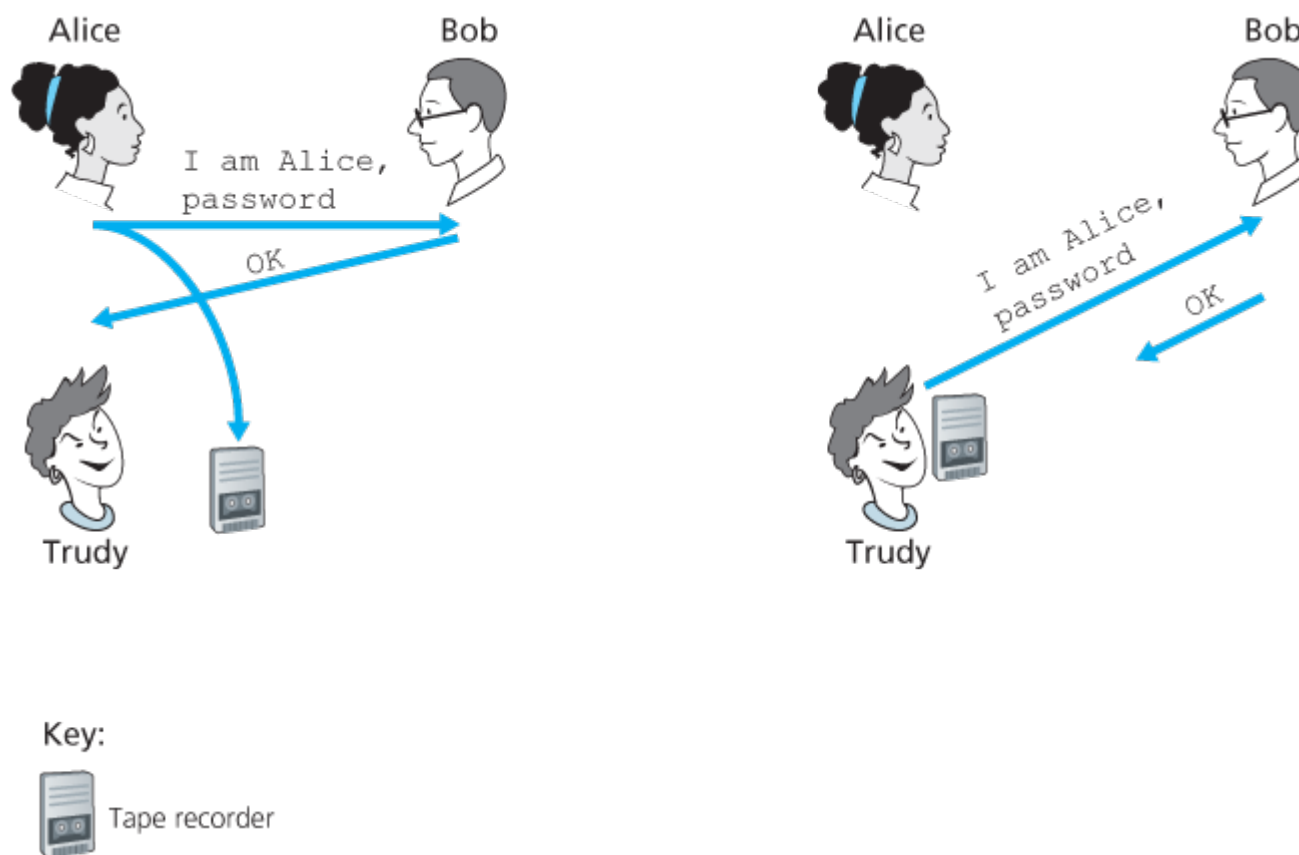 Alice
Bob
I am Alice,
password
OK
Trudy
Alice
Bob
I am Alice,
password
OK
Trudy
Key:
Tape recorder